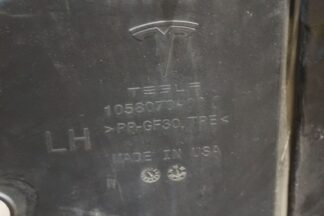 TESLA
LH >PP-GF30,TPE<
MADE IN USA